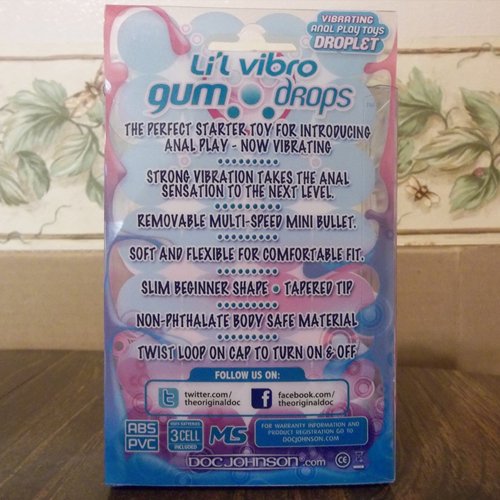 VIBRATING
ANAL PLAY TOYS
DROPLET
Li'l vibro
gum drops
THE PERFECT STARTER TOY FOR INTRODUCING
ANAL PLAY - NOW VIBRATING
STRONG VIBRATION TAKES THE ANAL
SENSATION TO THE NEXT LEVEL.
REMOVABLE MULTI-SPEED MINI BULLET.
SOFT AND FLEXIBLE FOR COMFORTABLE FIT.
SLIM BEGINNER SHAPE • TAPERED TIP
NON-PHTHALATE BODY SAFE MATERIAL
TWIST LOOP ON CAP TO TURN ON & OFF
FOLLOW US ON:
twitter.com/
theoriginaldoc
facebook.com/
theoriginaldoc
ABS
PVC
3 CELL
INCLUDED
MS
FOR WARRANTY INFORMATION AND
PRODUCT REGISTRATION GO TO
DOCJOHNSON.COM
DOC JOHNSON.com
CE